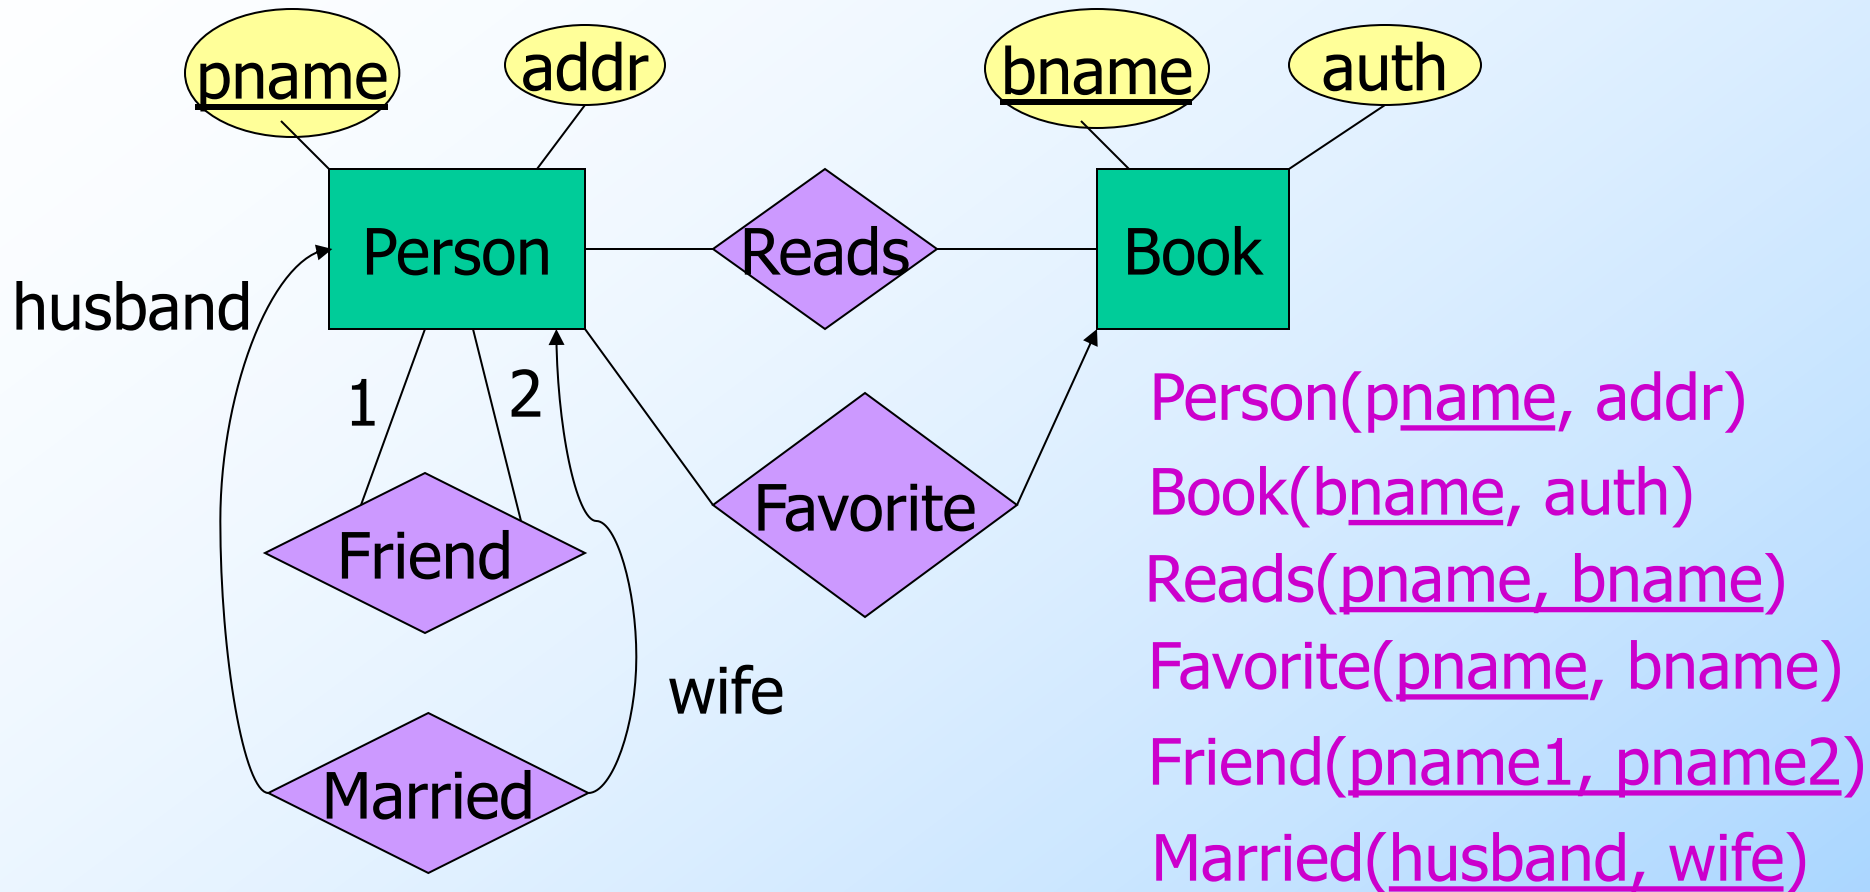 pname
addr
bname
auth
Person
Reads
Book
husband
1
2
Friend
Favorite
wife
Married
Person(pname, addr)
Book(bname, auth)
Reads(pname, bname)
Favorite(pname, bname)
Friend(pname1, pname2)
Married(husband, wife)